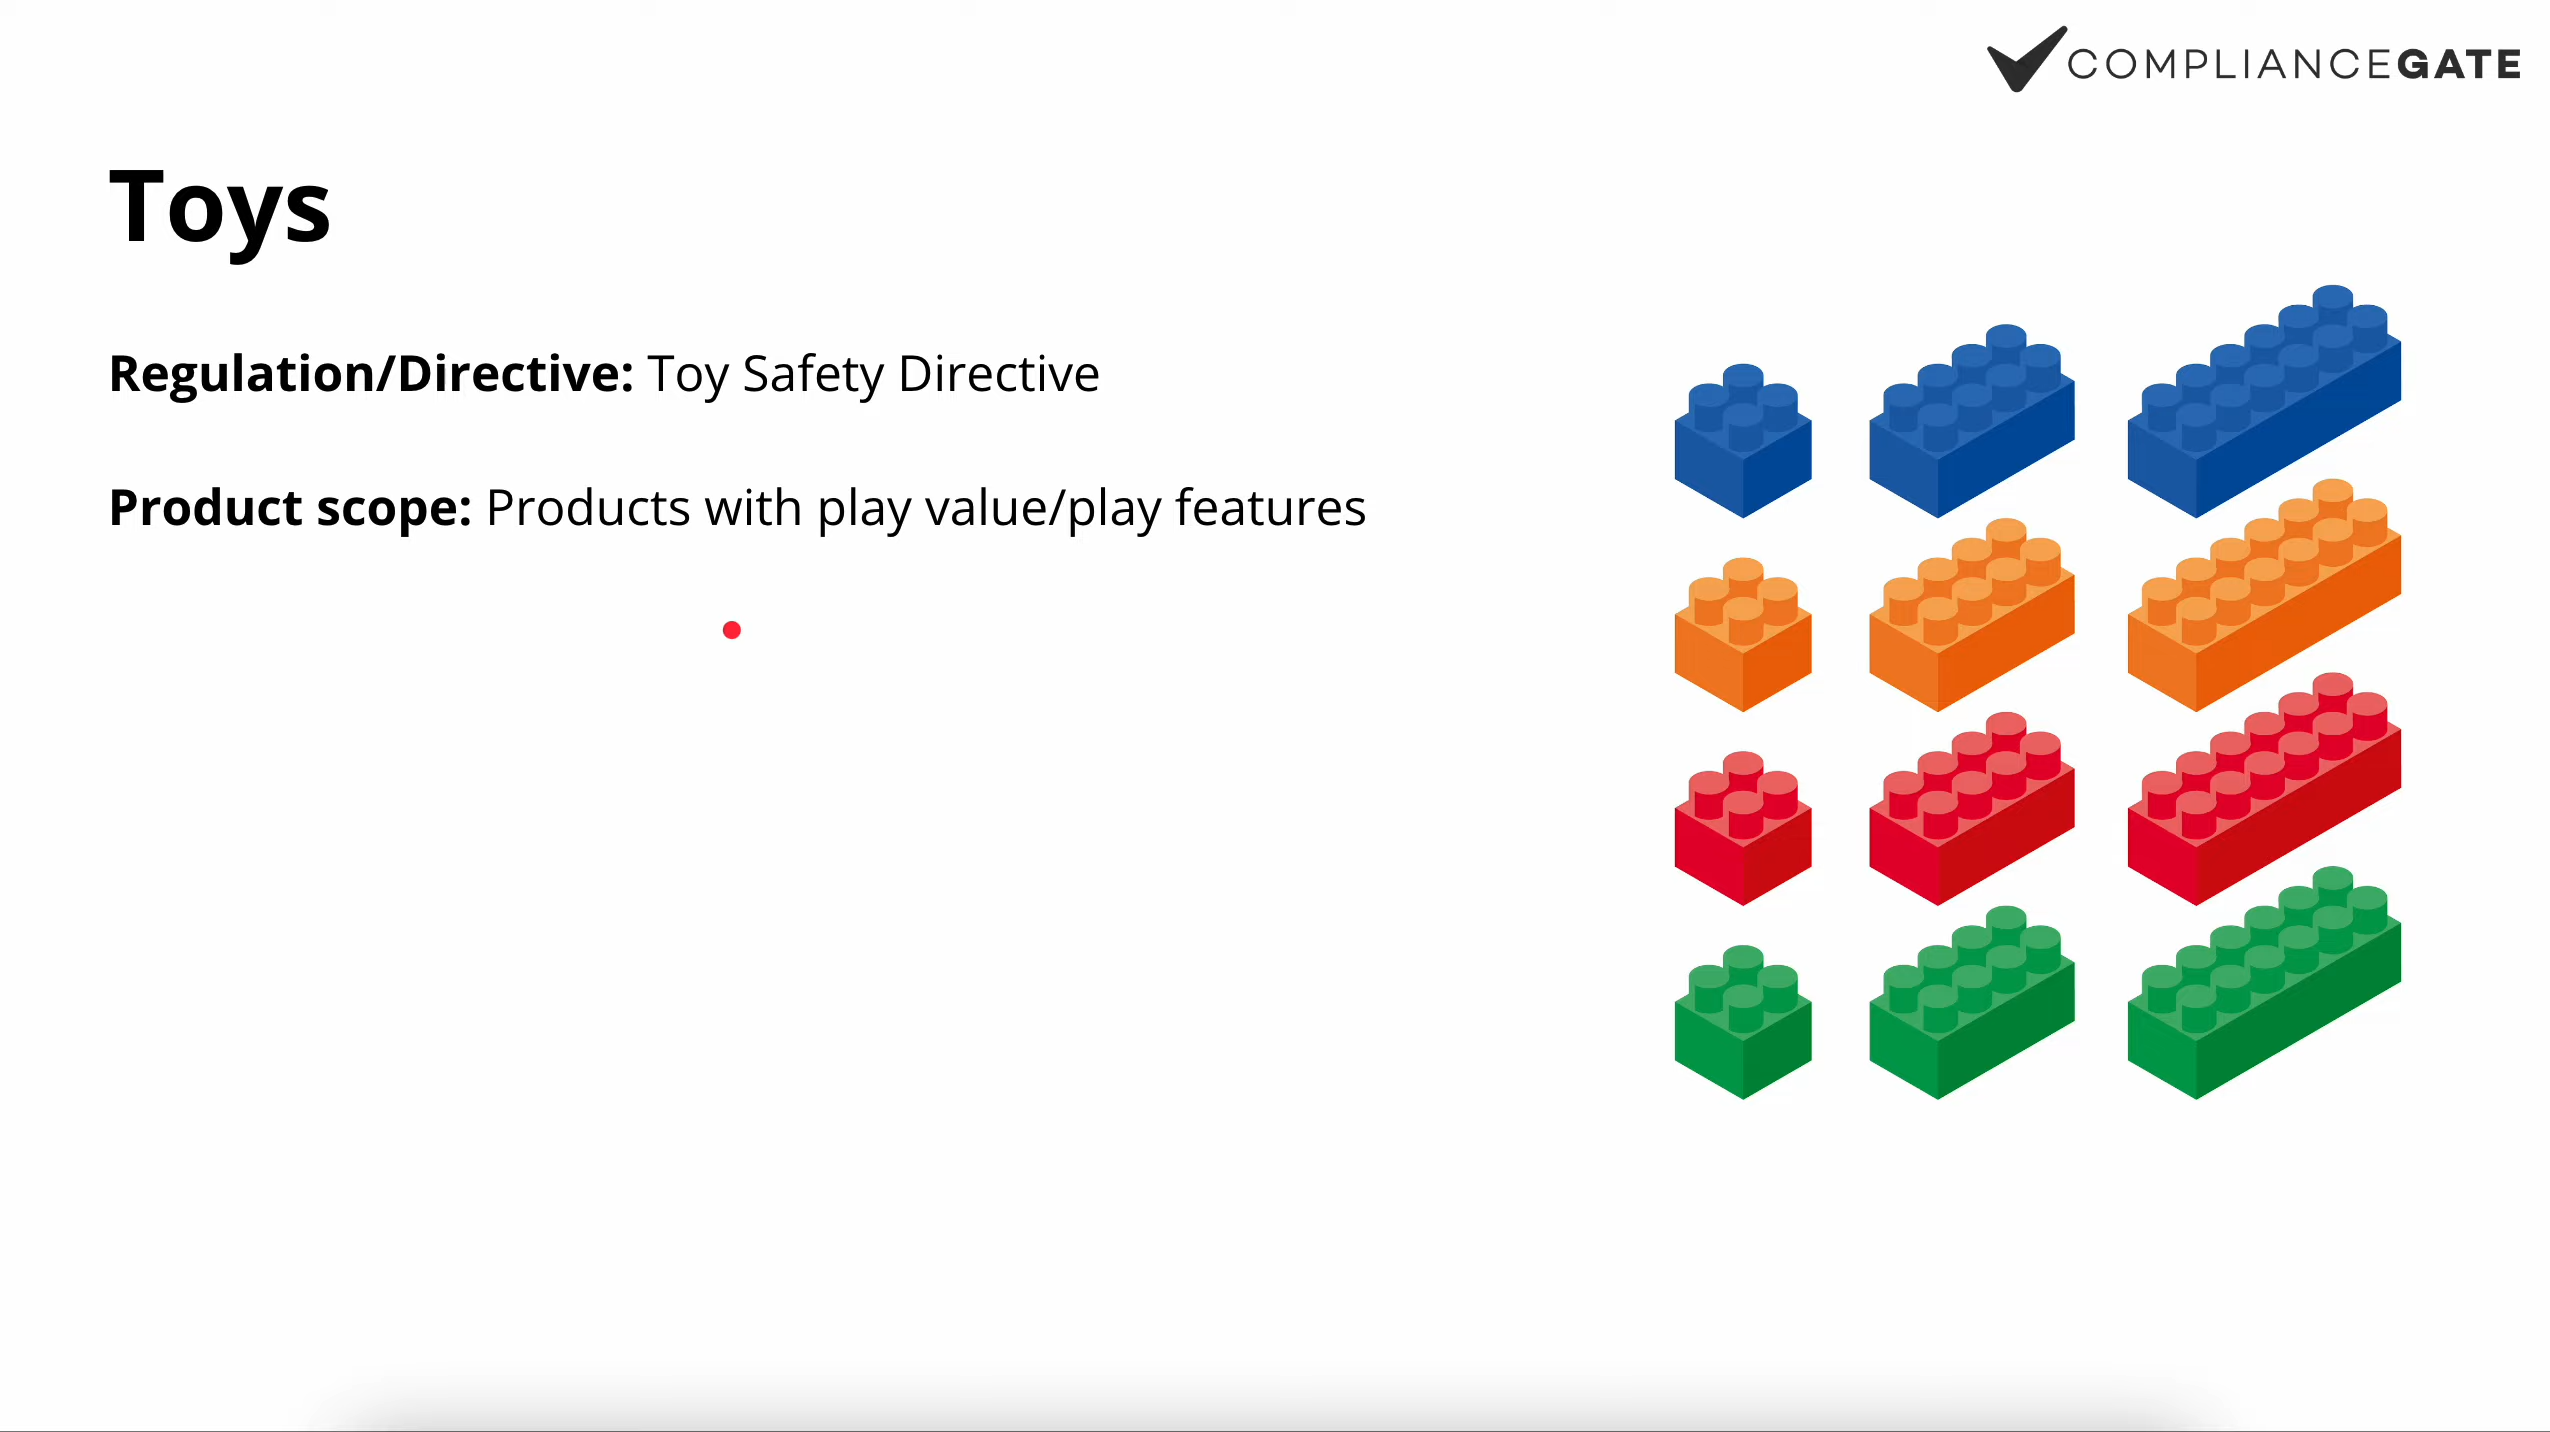 COMPLIANCEGATE
Toys
Regulation/Directive: Toy Safety Directive
Product scope: Products with play value/play features